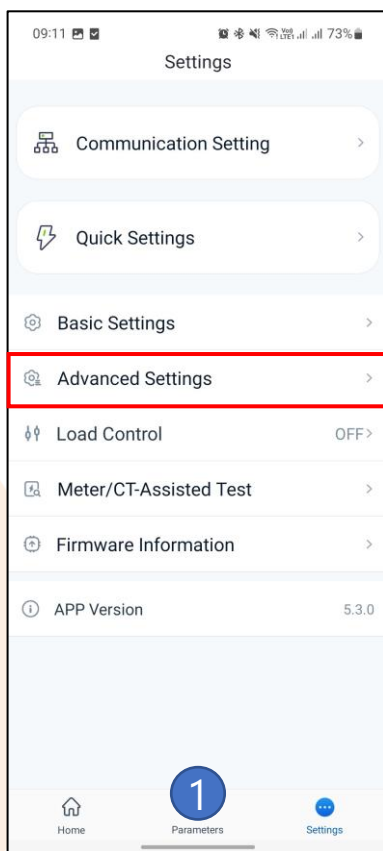 09:11 73%
Settings
Communication Setting
Quick Settings
Basic Settings
Advanced Settings
Load Control OFF
Meter/CT-Assisted Test
Firmware Information
APP Version 5.3.0
1
Home Parameters Settings